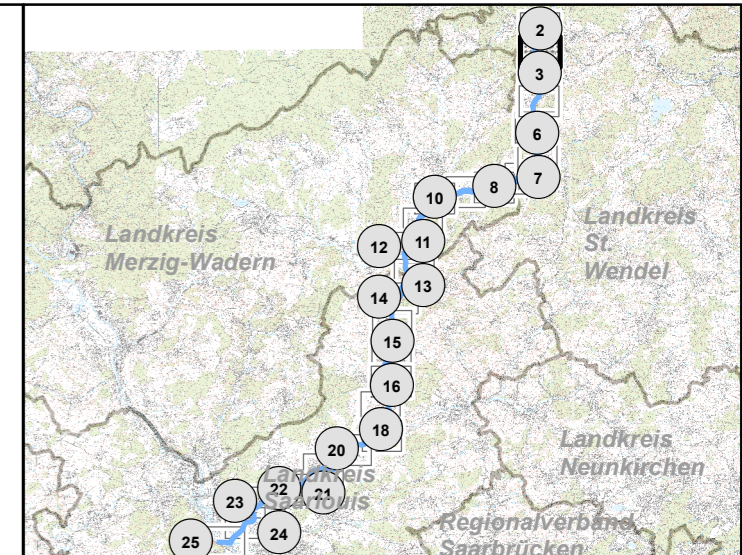 2
3
6
7
8
10
Landkreis
St.
Wendel
Landkreis
Merzig-Wadern
12
11
13
14
15
16
18
Landkreis
Neunkirchen
20
Landkreis
Saarlouis
22
21
23
24
25
Regionalverband
Saarbrücken